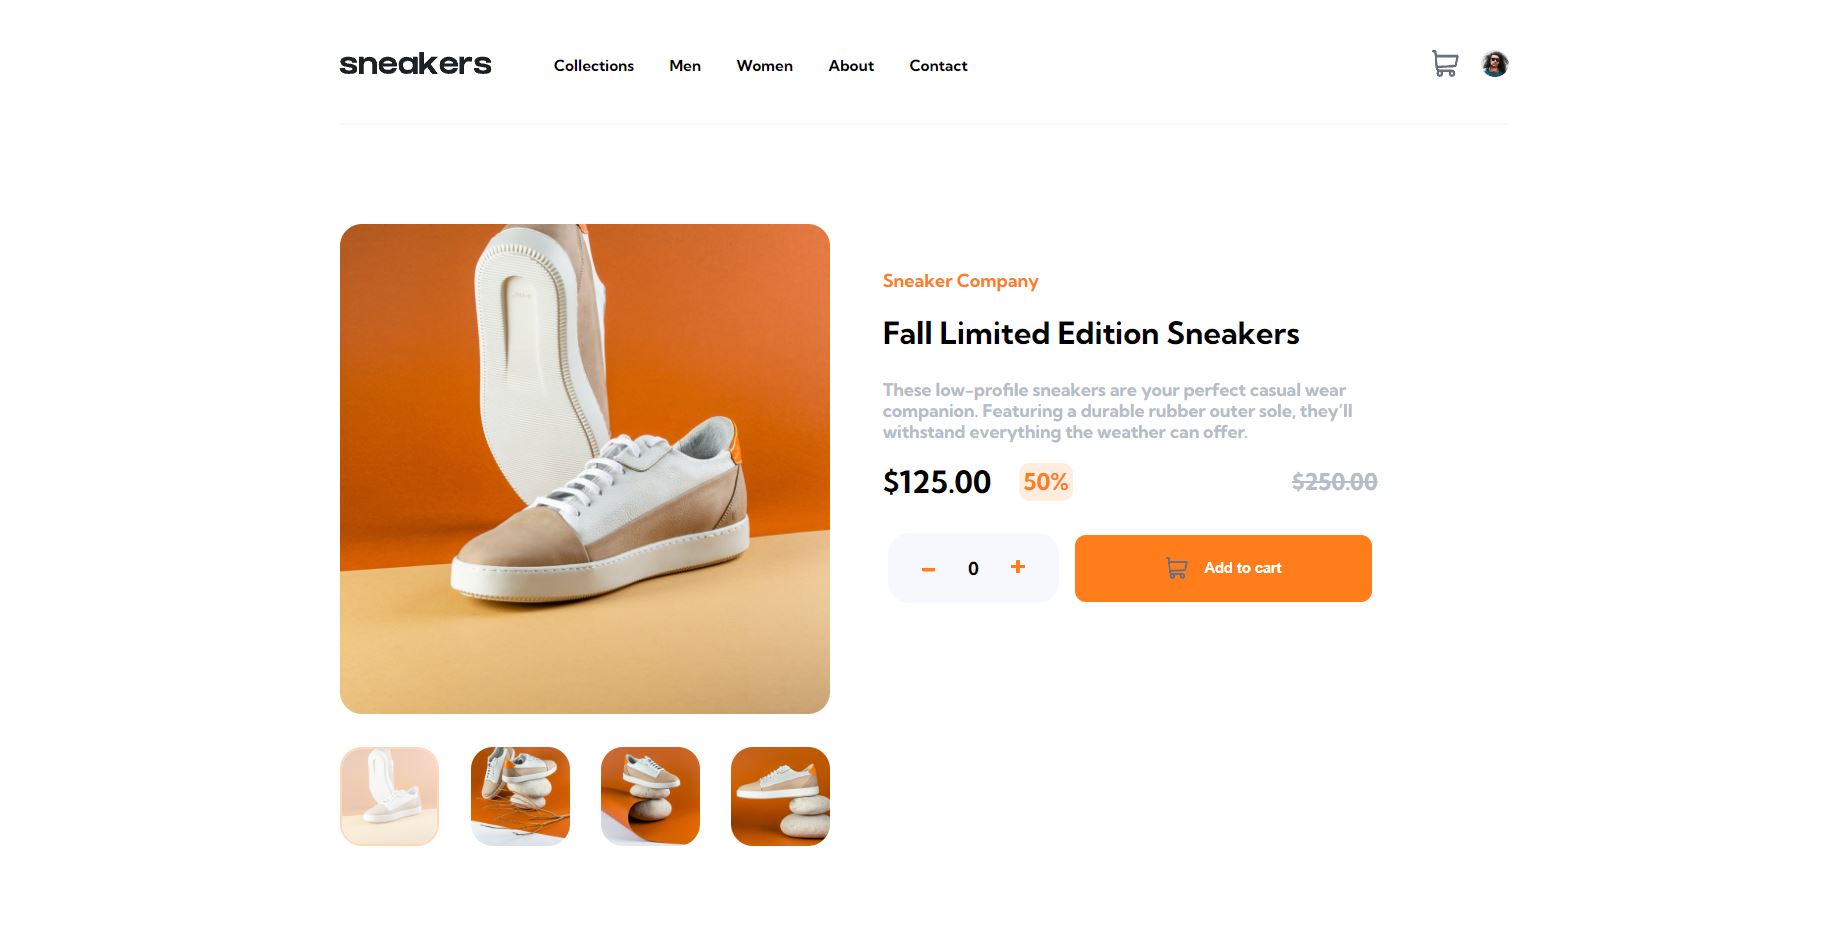 sneakers Collections Men Women About Contact
Sneaker Company
Fall Limited Edition Sneakers
These low-profile sneakers are your perfect casual wear
companion. Featuring a durable rubber outer sole, they'll
withstand everything the weather can offer.
$125.00 50% $250.00
– 0 + Add to cart